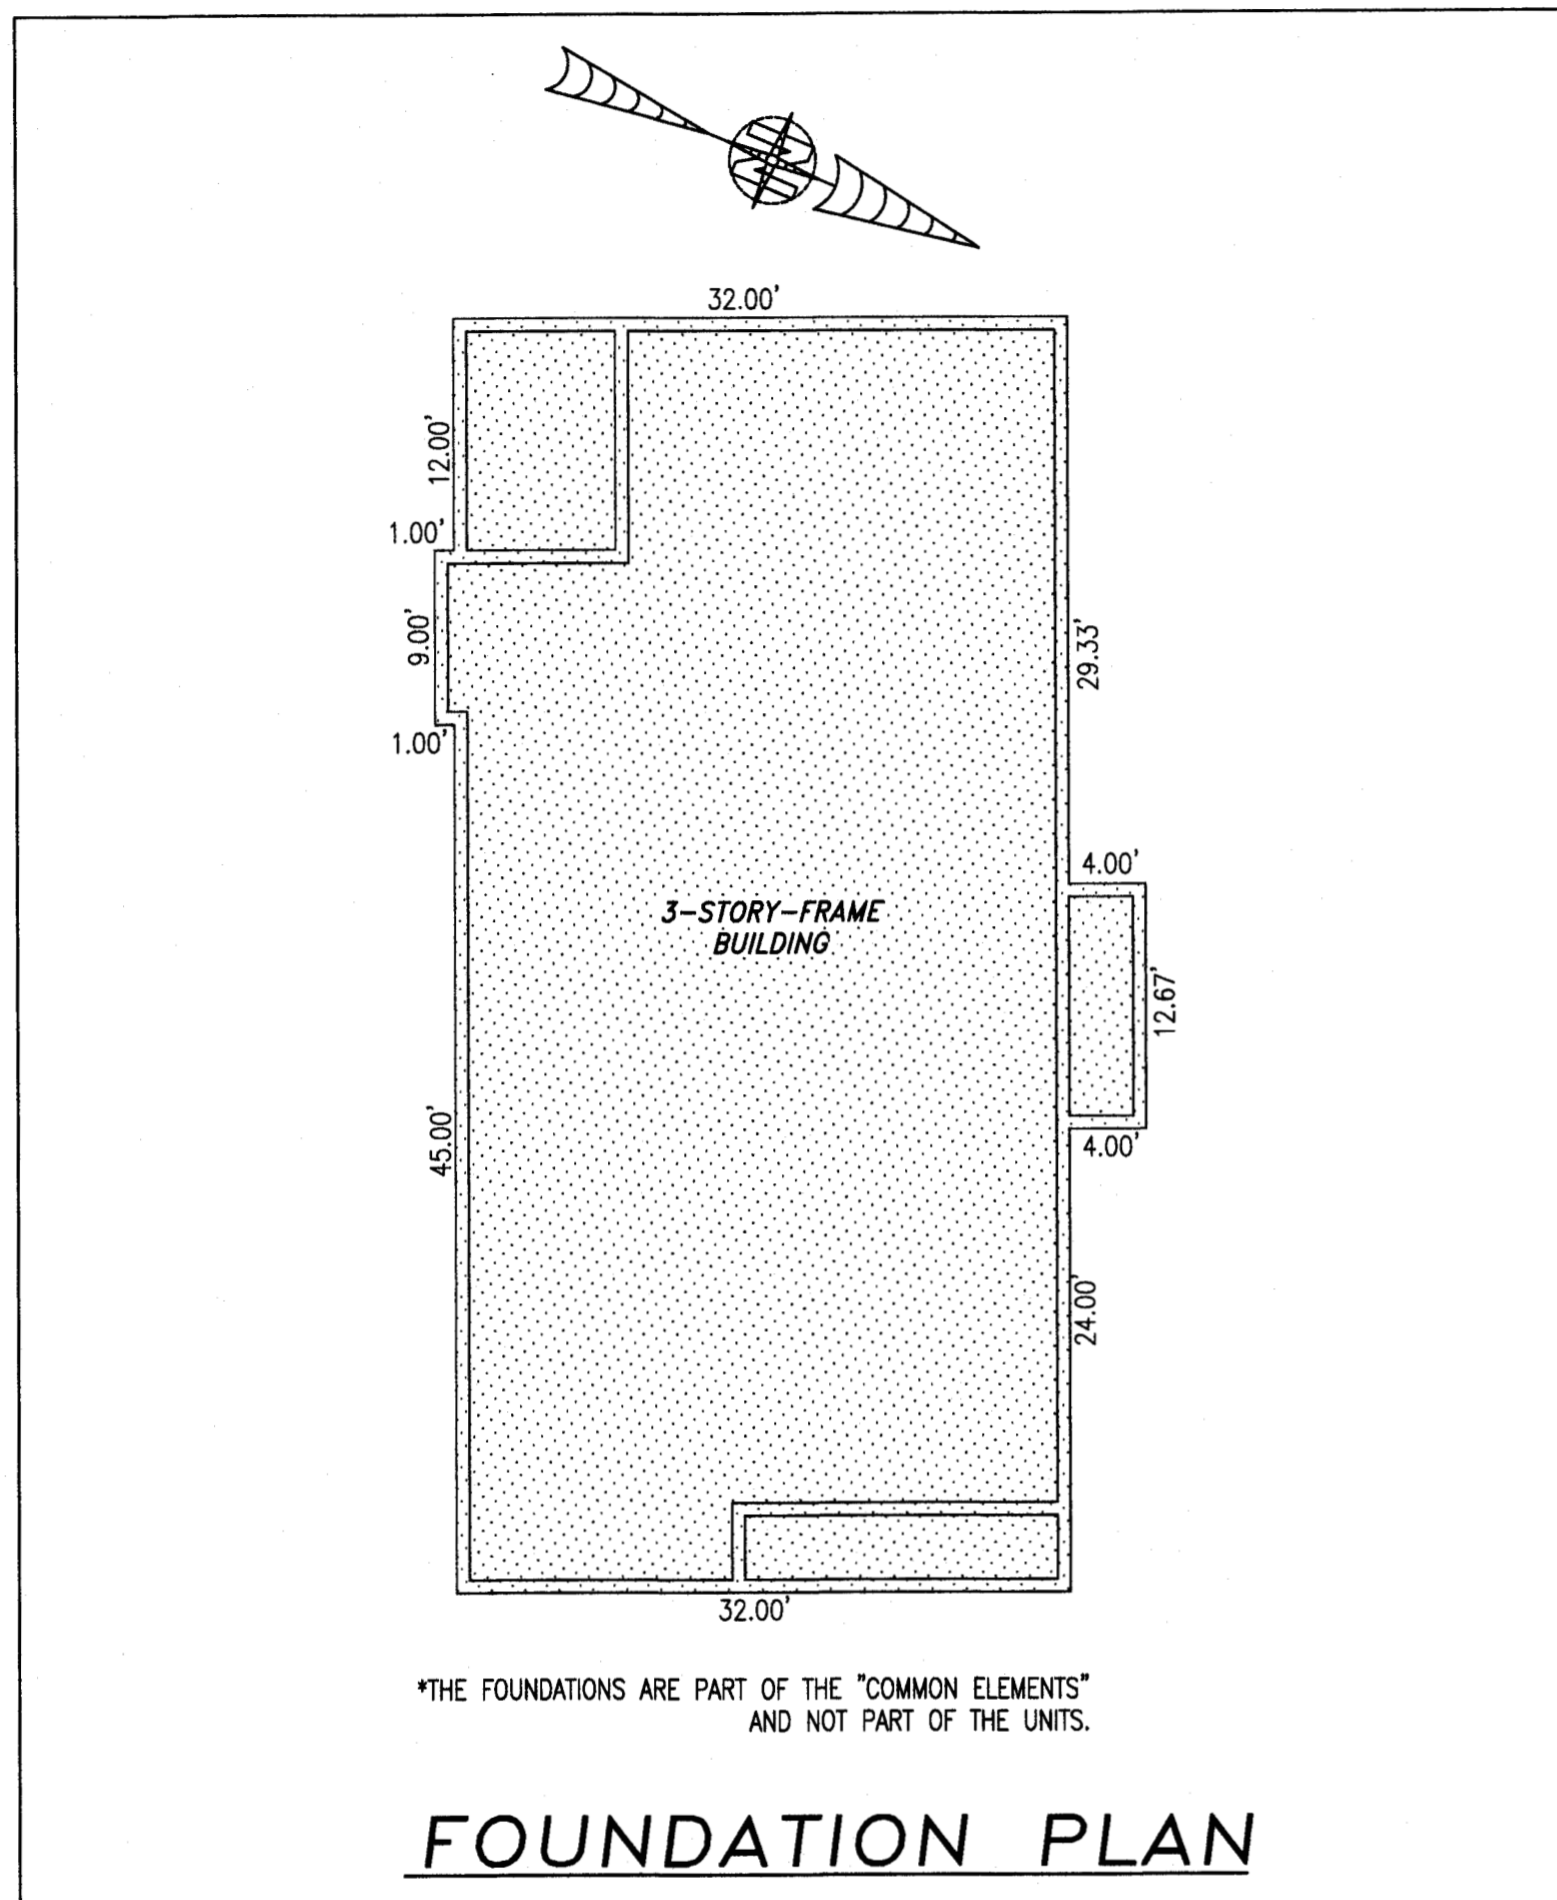 N
32.00'
12.00'
1.00'
9.00'
1.00'
29.33'
4.00'
3-STORY-FRAME
BUILDING
12.67'
45.00'
4.00'
24.00'
32.00'
*THE FOUNDATIONS ARE PART OF THE "COMMON ELEMENTS"
AND NOT PART OF THE UNITS.
FOUNDATION PLAN